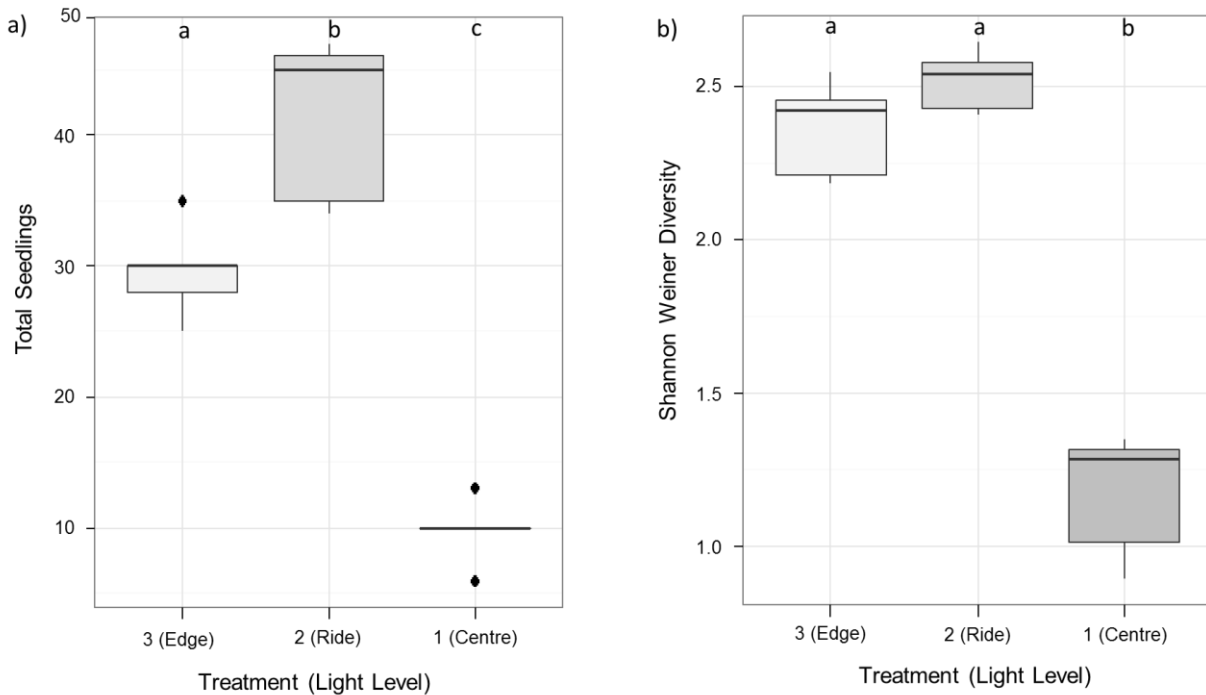 a)
50
40
30
20
10
Total Seedlings
a b c
3 (Edge) 2 (Ride) 1 (Centre)
Treatment (Light Level)
b)
2.5
2.0
1.5
1.0
Shannon Weiner Diversity
a a b
3 (Edge) 2 (Ride) 1 (Centre)
Treatment (Light Level)